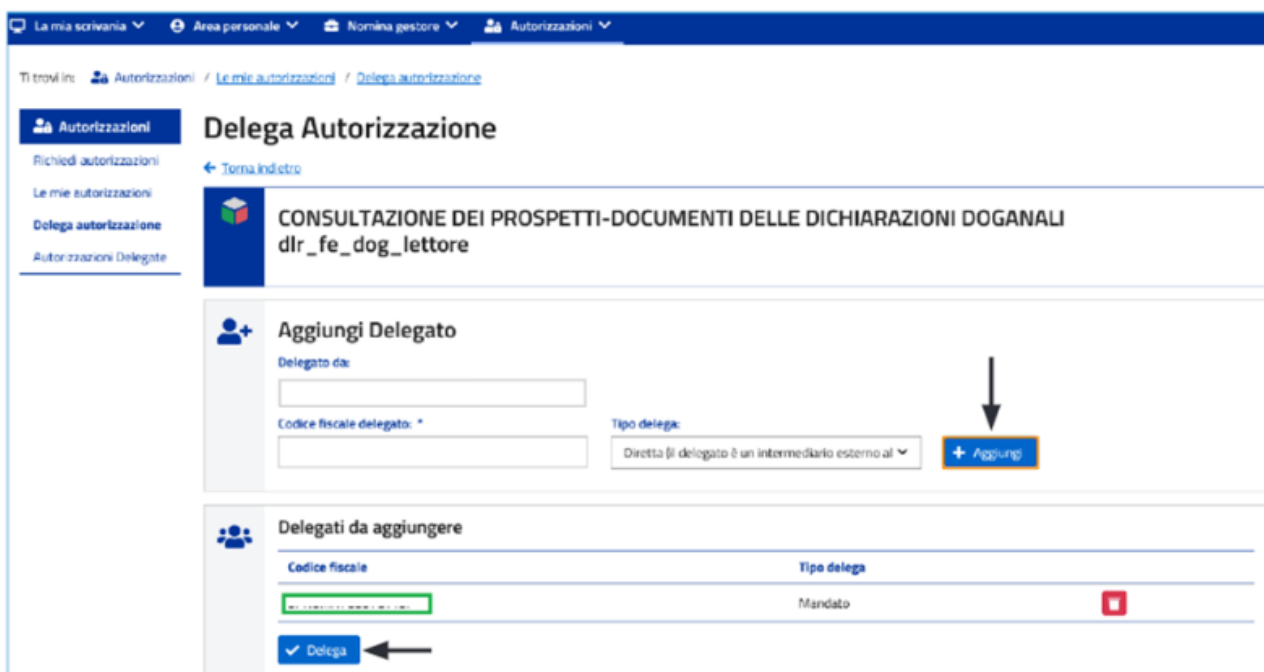 La mia scrivania Area personale Nomina gestore Autorizzazioni
Ti trovi in: Autorizzazioni / Le mie autorizzazioni / Delega autorizzazione
Autorizzazioni
Richiedi autorizzazioni
Le mie autorizzazioni
Delega autorizzazione
Autorizzazioni Delegate
Delega Autorizzazione
Torna indietro
CONSULTAZIONE DEI PROSPETTI-DOCUMENTI DELLE DICHIARAZIONI DOGANALI
dlr_fe_dog_lettore
Aggiungi Delegato
Delegato da:
Codice fiscale delegato: *
Tipo delega:
Diretta (il delegato è un intermediario esterno al
+ Aggiungi
Delegati da aggiungere
Codice fiscale Tipo delega
Mandato
Delega